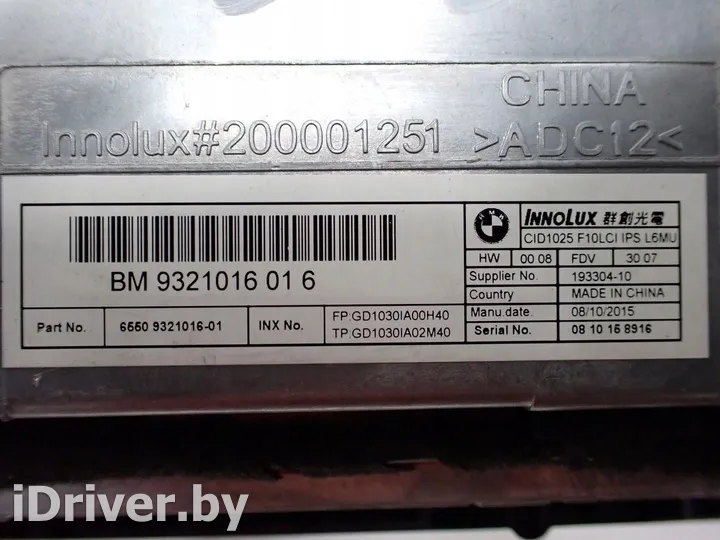 CHINA
Innolux#200001251 >ADC12<
BMW INNOLUX 群創光電
CID1025 F10LCI IPS L6MU
HW 00 08 FDV 30 07
Supplier No. 193304-10
Country MADE IN CHINA
Manu.date. 08/10/2015
Serial No. 08 10 15 8916
BM 9321016 01 6
Part No. 6550 9321016-01 INX No. FP:GD1030IA00H40
TP:GD1030IA02M40
iDriver.by